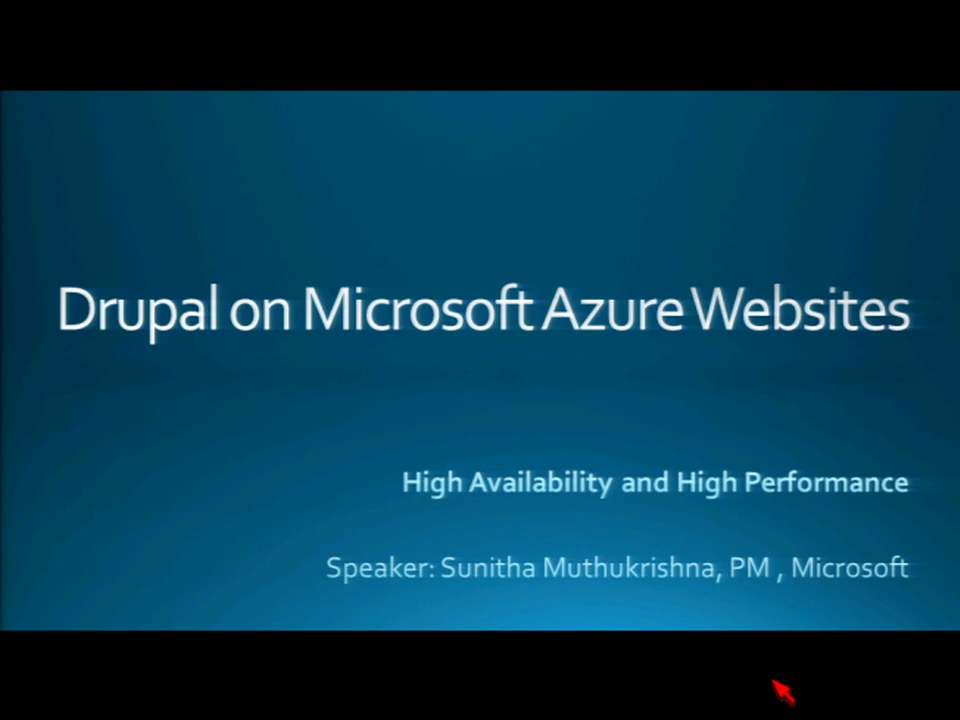 Drupal on Microsoft Azure Websites
High Availability and High Performance
Speaker: Sunitha Muthukrishna, PM , Microsoft